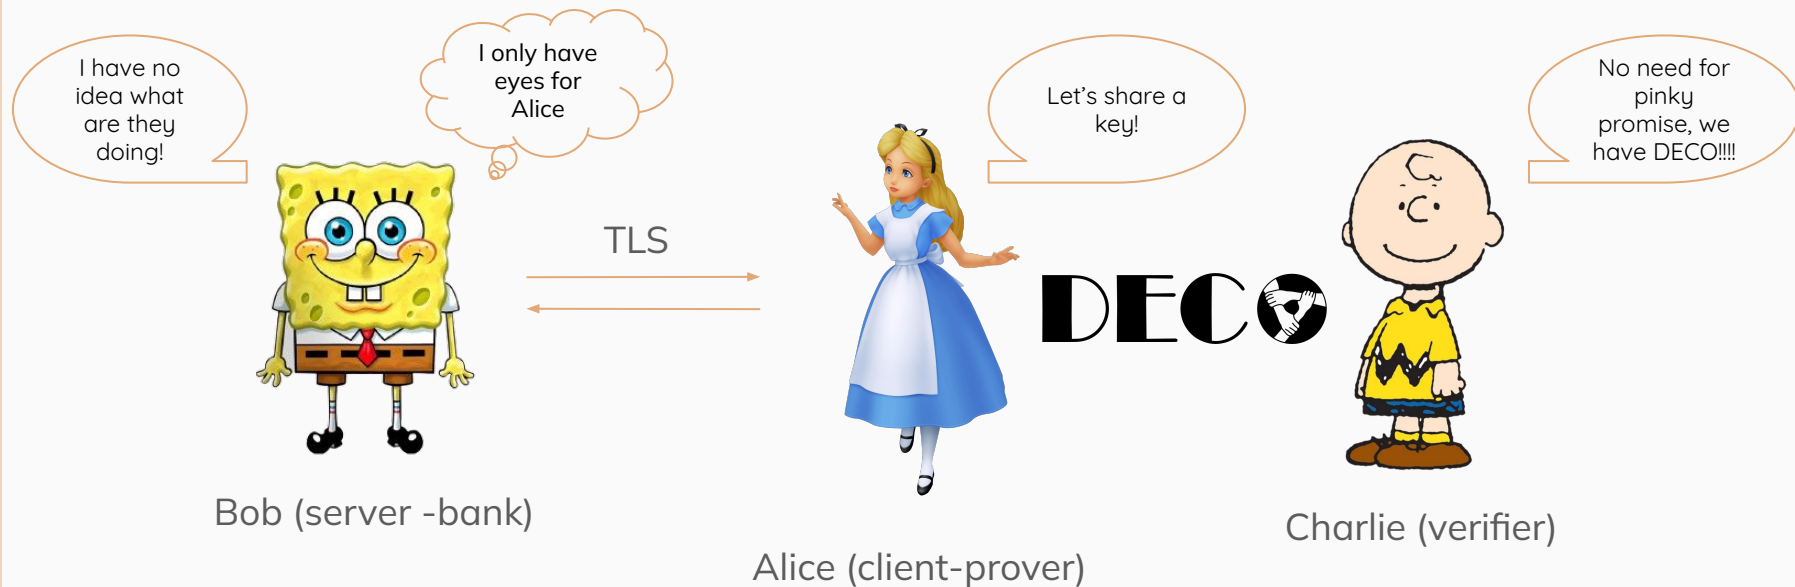 I have no
idea what
are they
doing!
I only have
eyes for
Alice
Let's share a
key!
No need for
pinky
promise, we
have DECO!!!!
TLS
DECO
Bob (server -bank)
Alice (client-prover)
Charlie (verifier)